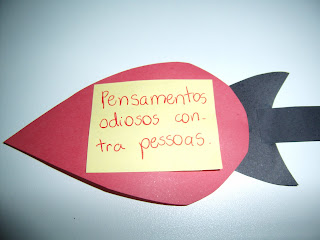 Pensamentos
odiosos con-
tra pessoas.